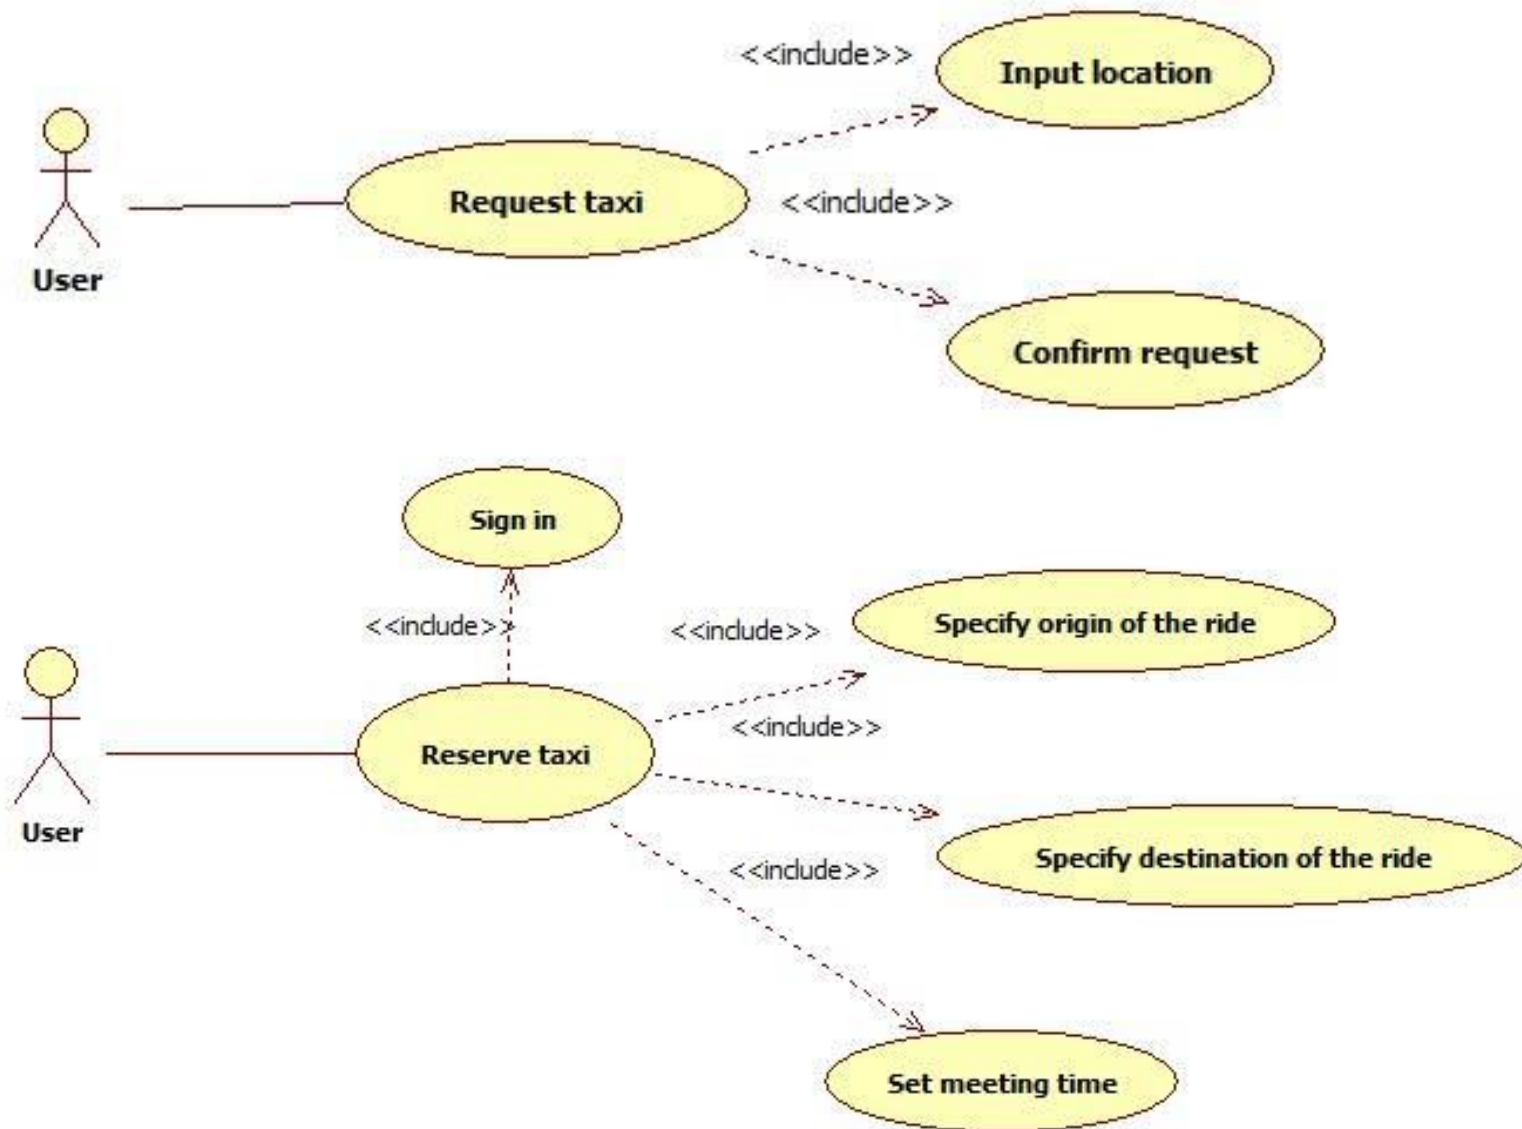 <<include>>
Input location
Request taxi
<<include>>
User
Confirm request
Sign in
<<include>>
<<include>>
Specify origin of the ride
<<include>>
Reserve taxi
User
Specify destination of the ride
<<include>>
Set meeting time